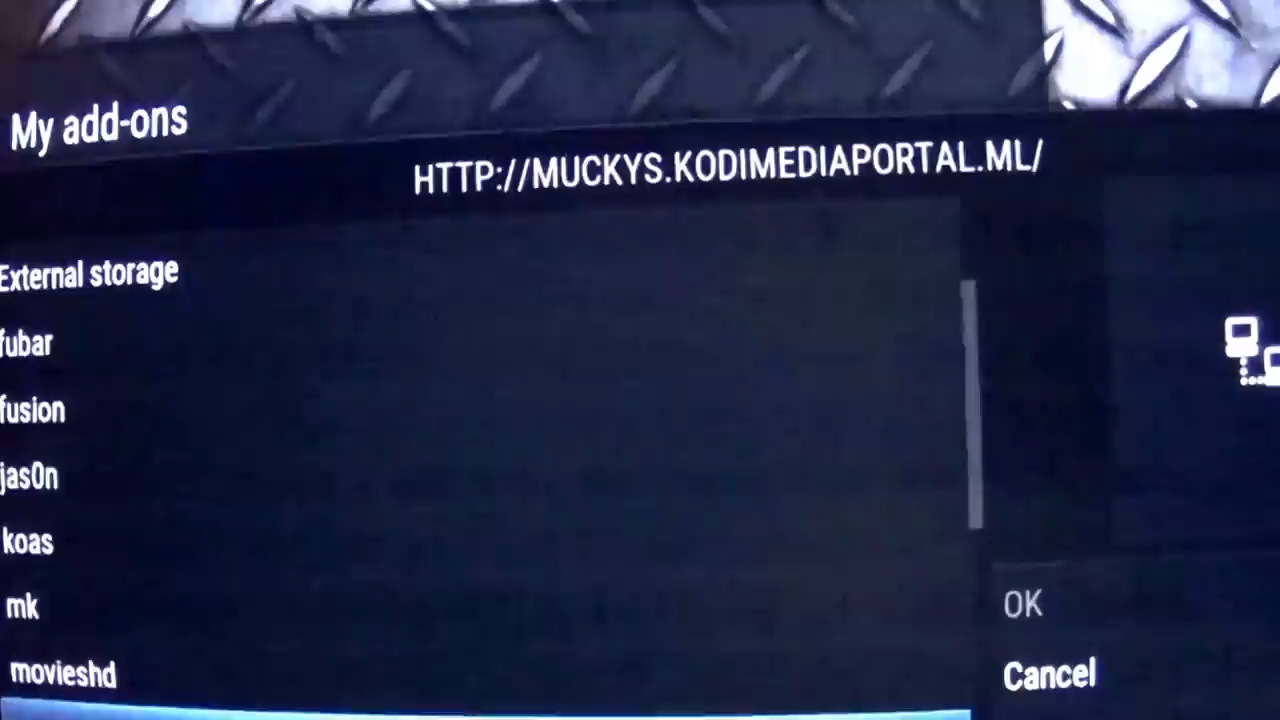 My add-ons
HTTP://MUCKYS.KODIMEDIAPORTAL.ML/
External storage
fubar
fusion
jas0n
koas
mk
movieshd
OK
Cancel